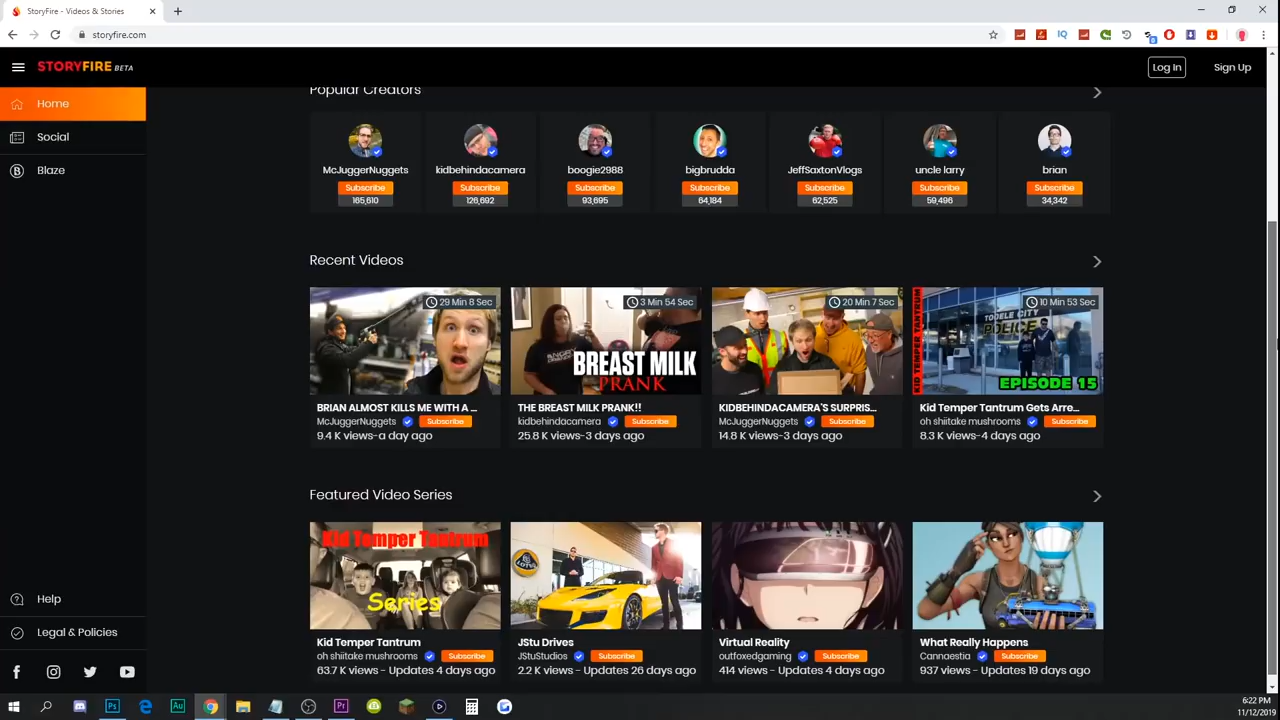 StoryFire - Videos & Stories
storyfire.com
STORYFIRE BETA
Log In
Sign Up
Home
Social
Blaze
Help
Legal & Policies
Popular Creators
McJuggerNuggets
kidbehindacamera
boogie2988
bigbrudda
JeffSaxtonVlogs
uncle larry
brian
Subscribe
Subscribe
Subscribe
Subscribe
Subscribe
Subscribe
Subscribe
165,610
126,692
93,695
64,184
62,525
59,496
34,342
Recent Videos
29 Min 8 Sec
BRIAN ALMOST KILLS ME WITH A ...
McJuggerNuggets
Subscribe
9.4 K views-a day ago
3 Min 54 Sec
BREAST MILK
PRANK
THE BREAST MILK PRANK!!
kidbehindacamera
Subscribe
25.8 K views-3 days ago
20 Min 7 Sec
KIDBEHINDACAMERA'S SURPRIS...
McJuggerNuggets
Subscribe
14.8 K views-3 days ago
10 Min 53 Sec
KID TEMPER TANTRUM
TOOELE CITY
POLICE
EPISODE 15
Kid Temper Tantrum Gets Arre...
oh shiitake mushrooms
Subscribe
8.3 K views-4 days ago
Featured Video Series
Kid Temper Tantrum
Series
Kid Temper Tantrum
oh shiitake mushrooms
Subscribe
63.7 K views - Updates 4 days ago
LOTUS
JStu Drives
JStuStudios
Subscribe
2.2 K views - Updates 26 days ago
Virtual Reality
outfoxedgaming
Subscribe
414 views - Updates 4 days ago
What Really Happens
Cannaestia
Subscribe
937 views - Updates 19 days ago
6:22 PM
11/12/2019